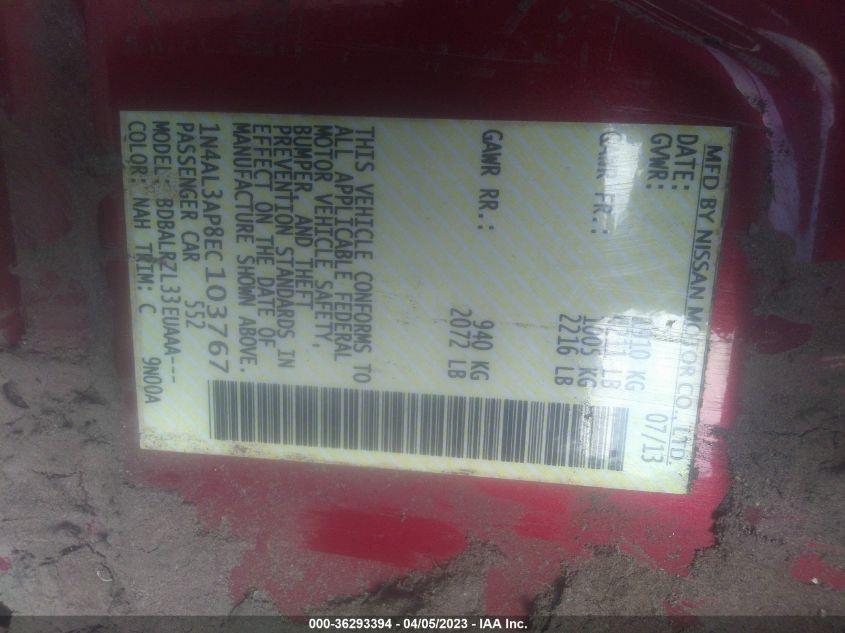 MFD BY NISSAN MOTOR CO., LTD.
DATE: 07/13
GVWR: KG
LB
GAWR FR.: 1005 KG
2216 LB
GAWR RR.: 940 KG
2072 LB
THIS VEHICLE CONFORMS TO
ALL APPLICABLE FEDERAL
MOTOR VEHICLE SAFETY,
BUMPER, AND THEFT
PREVENTION STANDARDS IN
EFFECT ON THE DATE OF
MANUFACTURE SHOWN ABOVE.
1N4AL3AP8EC103767
PASSENGER CAR 552
MODEL: BDBALRZL33EUAAA---
COLOR: NAH TRIM: C 9N00A
000-36293394 - 04/05/2023 - IAA Inc.